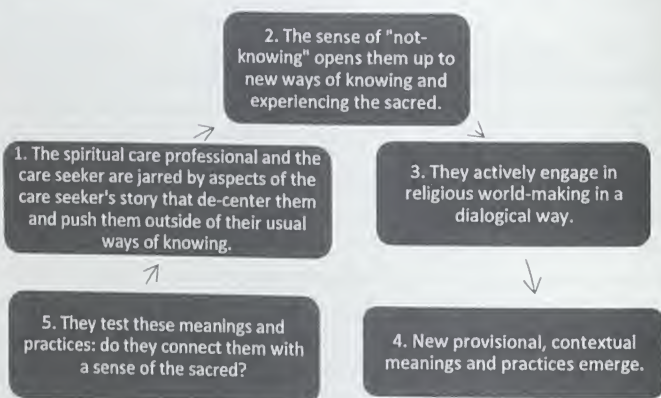 2. The sense of "not-
knowing" opens them up to
new ways of knowing and
experiencing the sacred.
1. The spiritual care professional and the
care seeker are jarred by aspects of the
care seeker's story that de-center them
and push them outside of their usual
ways of knowing.
3. They actively engage in
religious world-making in a
dialogical way.
4. New provisional, contextual
meanings and practices emerge.
5. They test these meanings and
practices: do they connect them with
a sense of the sacred?